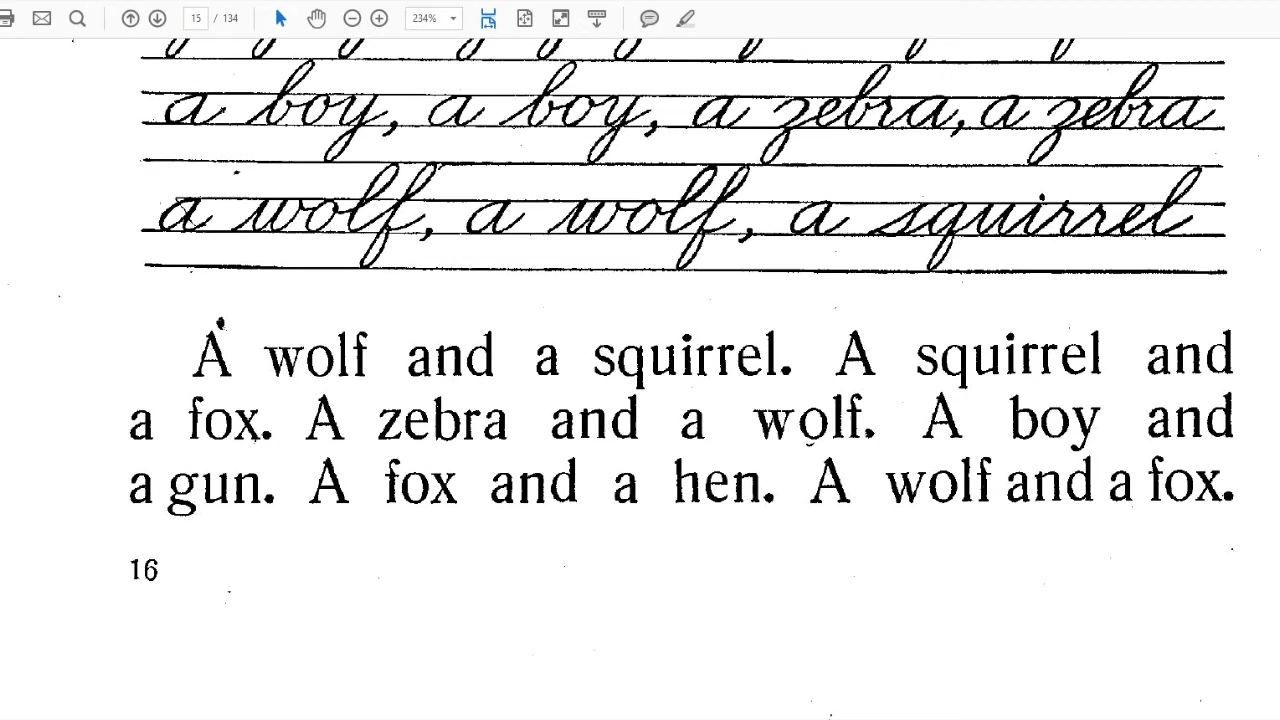 15 / 134 234%
a boy, a boy, a zebra, a zebra
a wolf, a wolf, a squirrel
A wolf and a squirrel. A squirrel and
a fox. A zebra and a wolf. A boy and
a gun. A fox and a hen. A wolf and a fox.
16